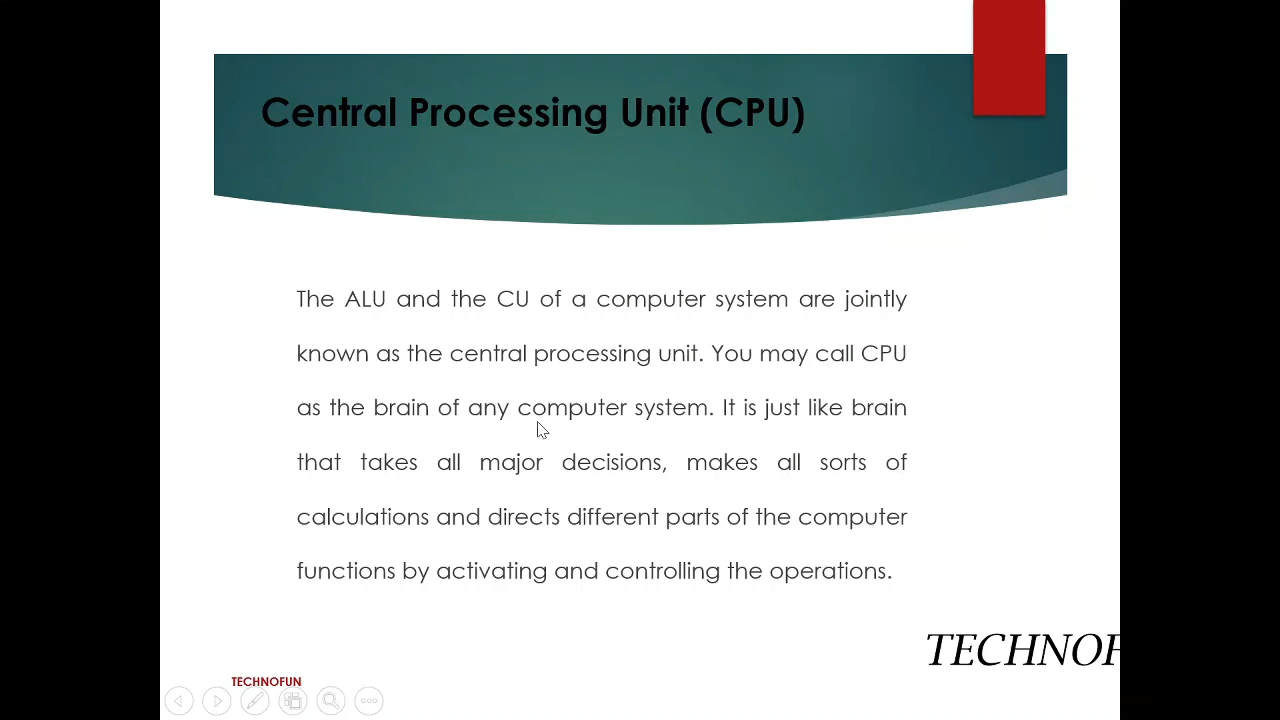 Central Processing Unit (CPU)
The ALU and the CU of a computer system are jointly
known as the central processing unit. You may call CPU
as the brain of any computer system. It is just like brain
that takes all major decisions, makes all sorts of
calculations and directs different parts of the computer
functions by activating and controlling the operations.
TECHNOF
TECHNOFUN